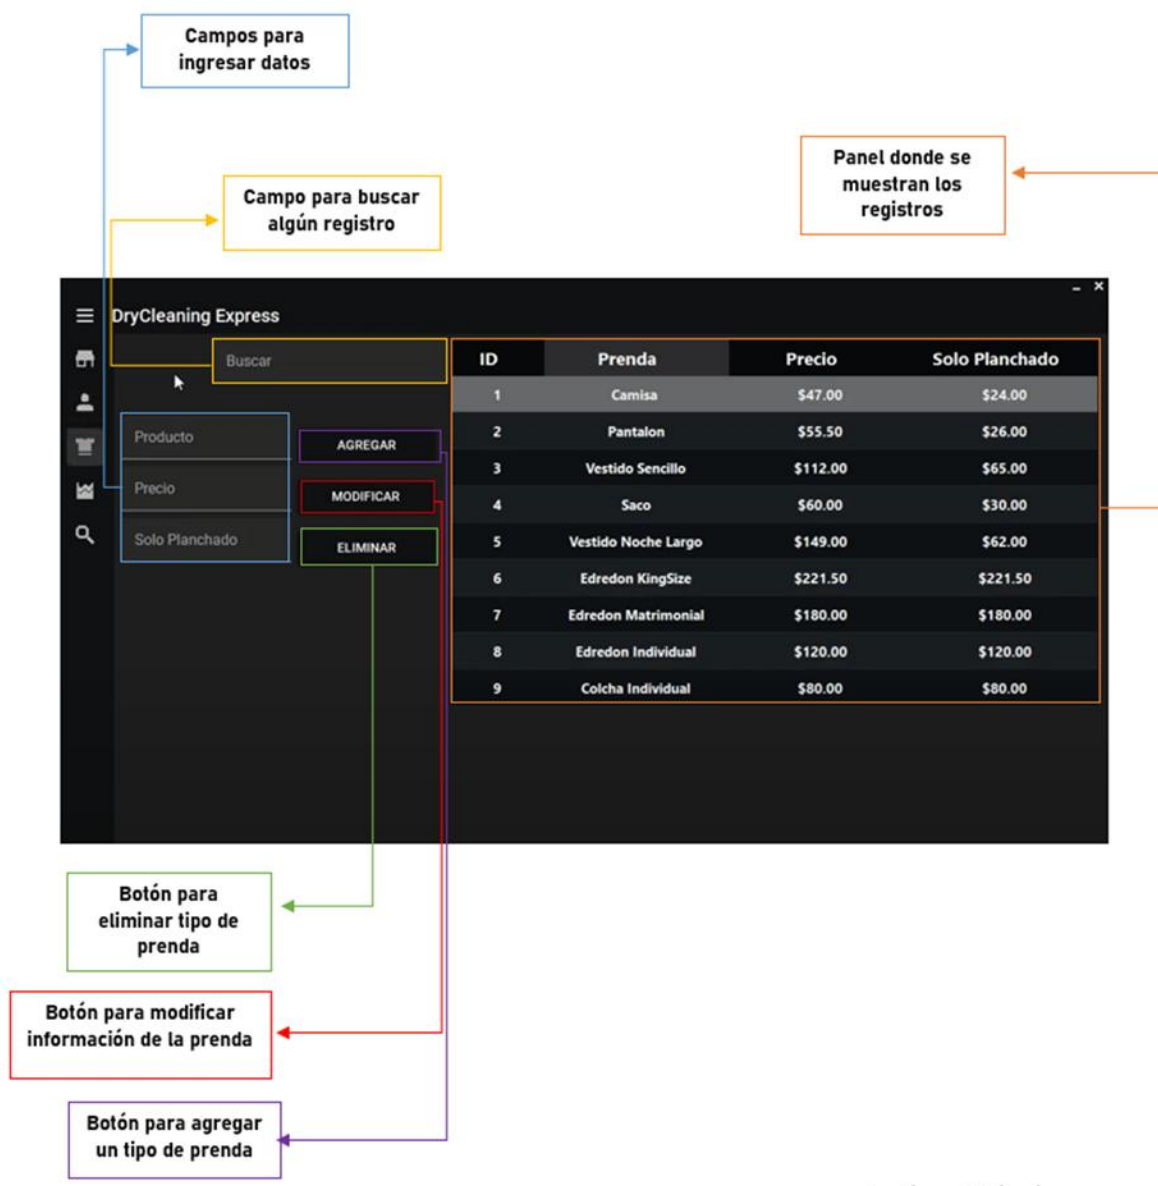 Campos para
ingresar datos
Panel donde se
muestran los
registros
Campo para buscar
algún registro
DryCleaning Express
Buscar
Producto
Precio
Solo Planchado
AGREGAR
MODIFICAR
ELIMINAR
ID Prenda Precio Solo Planchado
1 Camisa $47.00 $24.00
2 Pantalon $55.50 $26.00
3 Vestido Sencillo $112.00 $65.00
4 Saco $60.00 $30.00
5 Vestido Noche Largo $149.00 $62.00
6 Edredon KingSize $221.50 $221.50
7 Edredon Matrimonial $180.00 $180.00
8 Edredon Individual $120.00 $120.00
9 Colcha Individual $80.00 $80.00
Botón para
eliminar tipo de
prenda
Botón para modificar
información de la prenda
Botón para agregar
un tipo de prenda